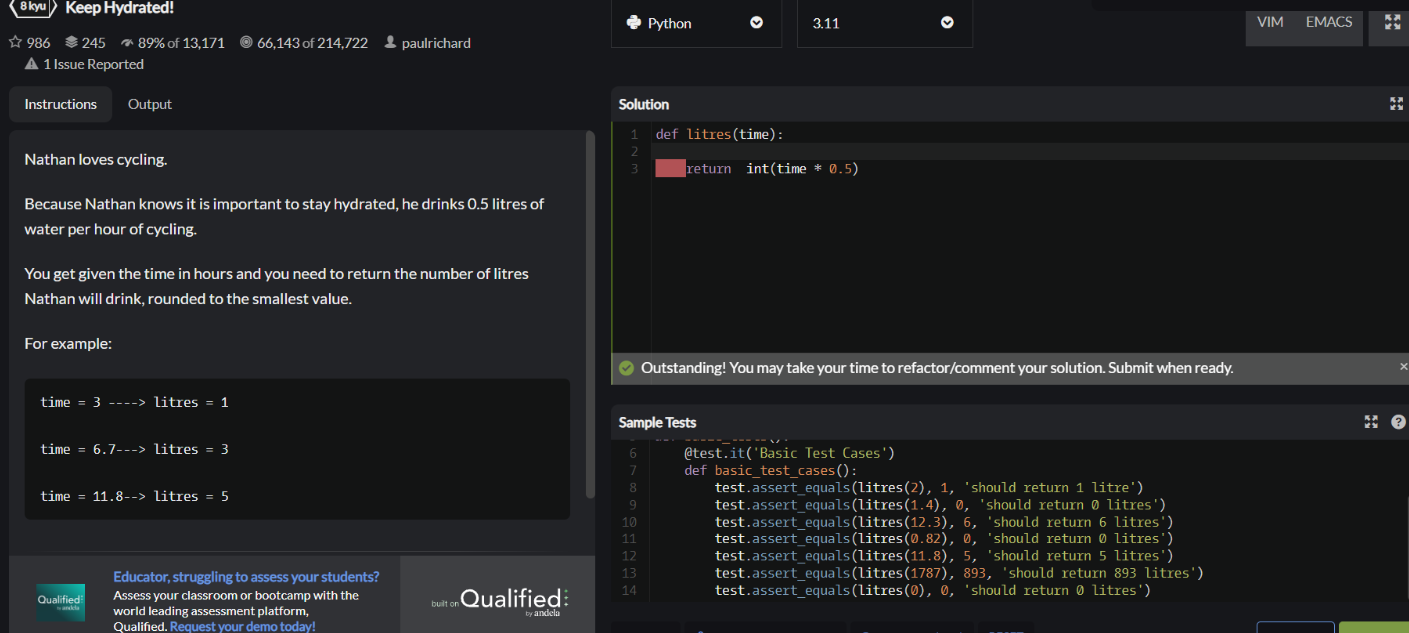 8 kyu Keep Hydrated!
986 245 89% of 13,171 66,143 of 214,722 paulrichard
1 Issue Reported
Instructions Output
Nathan loves cycling.
Because Nathan knows it is important to stay hydrated, he drinks 0.5 litres of
water per hour of cycling.
You get given the time in hours and you need to return the number of litres
Nathan will drink, rounded to the smallest value.
For example:
time = 3 ----> litres = 1
time = 6.7---> litres = 3
time = 11.8--> litres = 5
Qualified
by andela
Educator, struggling to assess your students?
Assess your classroom or bootcamp with the
world leading assessment platform,
Qualified. Request your demo today!
built on Qualified
by andela
Python 3.11 VIM EMACS
Solution
1 def litres(time):
2
3 return  int(time * 0.5)
Outstanding! You may take your time to refactor/comment your solution. Submit when ready. ×
Sample Tests ?
6 @test.it('Basic Test Cases')
7 def basic_test_cases():
8 test.assert_equals(litres(2), 1, 'should return 1 litre')
9 test.assert_equals(litres(1.4), 0, 'should return 0 litres')
10 test.assert_equals(litres(12.3), 6, 'should return 6 litres')
11 test.assert_equals(litres(0.82), 0, 'should return 0 litres')
12 test.assert_equals(litres(11.8), 5, 'should return 5 litres')
13 test.assert_equals(litres(1787), 893, 'should return 893 litres')
14 test.assert_equals(litres(0), 0, 'should return 0 litres')